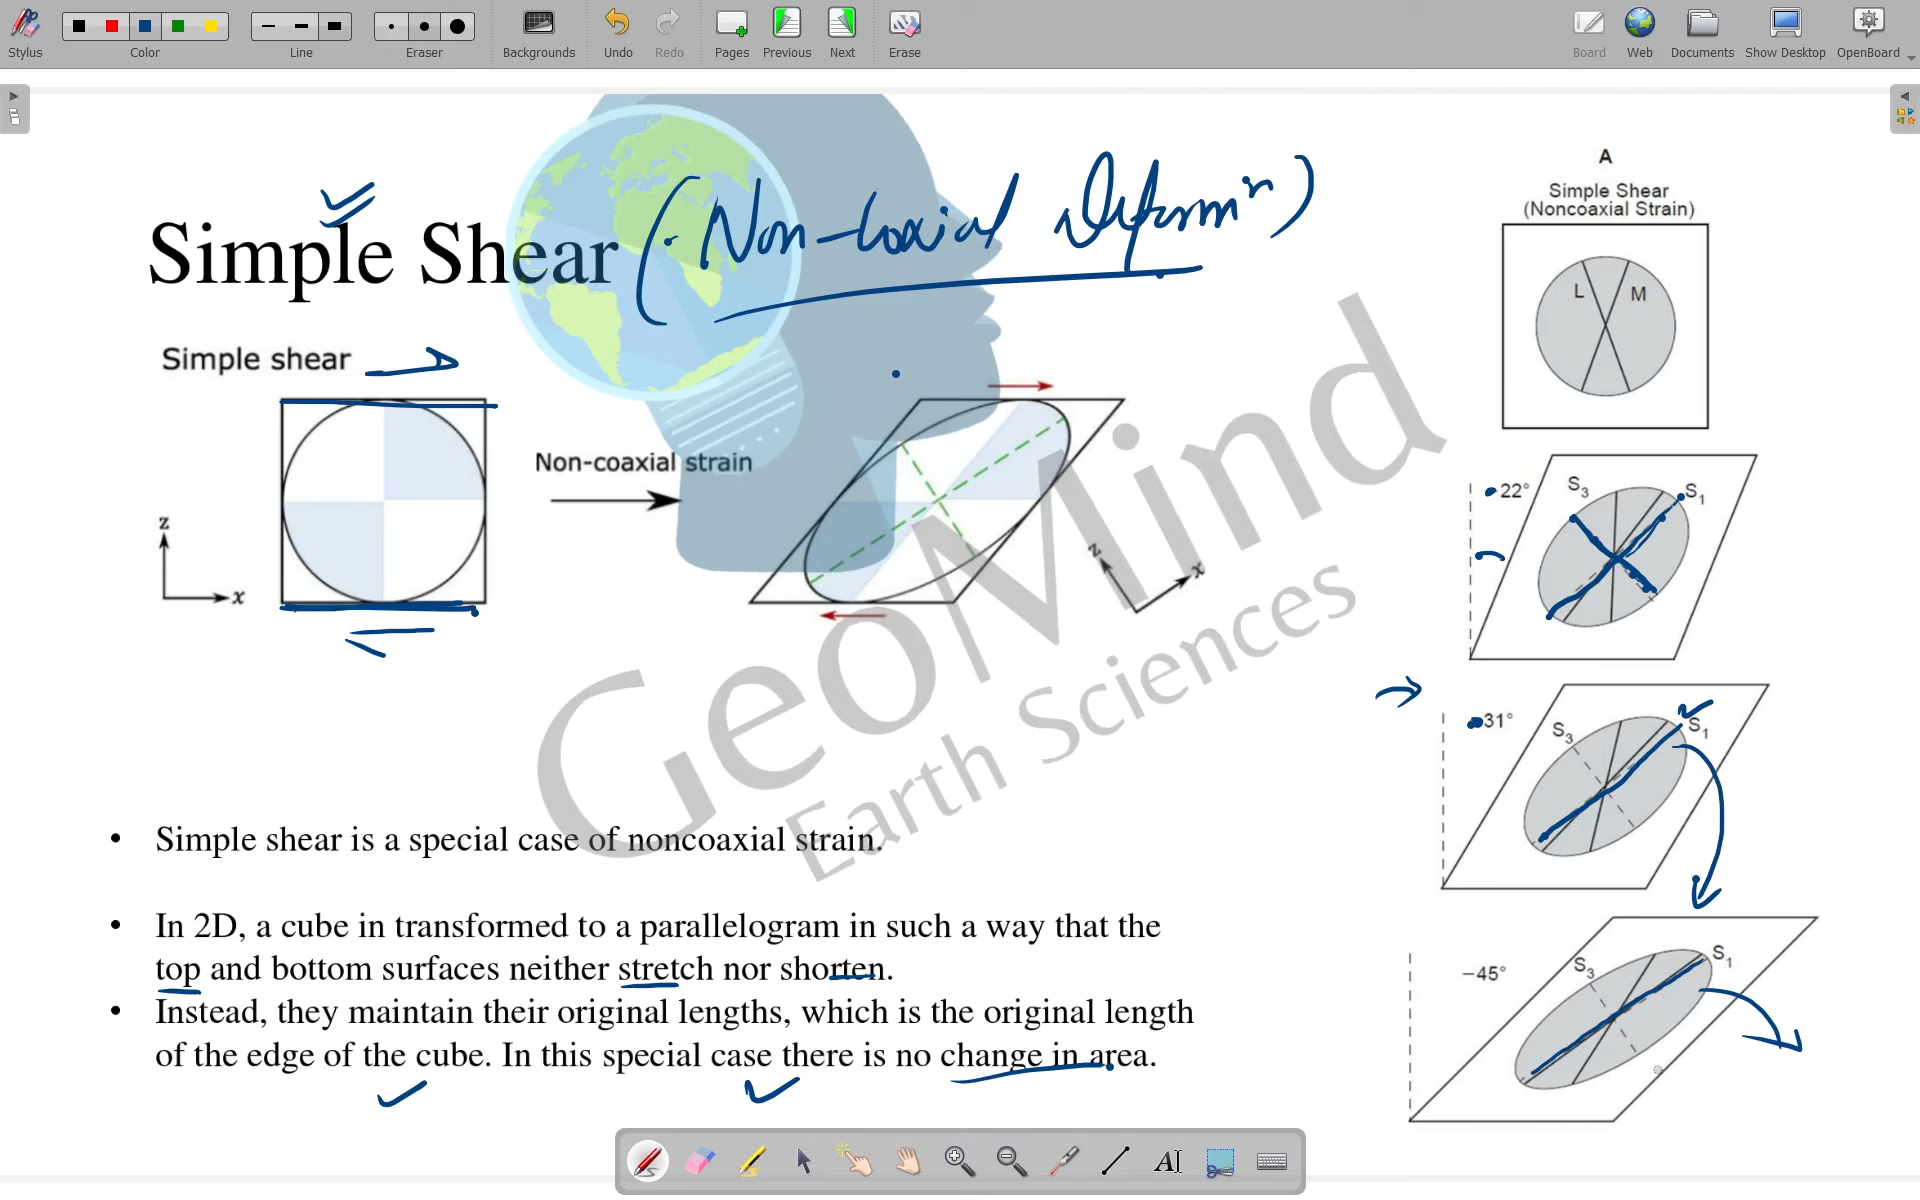 Stylus
Color
Line
Eraser
Backgrounds
Undo
Redo
Pages
Previous
Next
Erase
Board
Web
Documents
Show Desktop
OpenBoard
Simple Shear (Non-Coaxial Deformⁿ)
Simple shear
z
x
Non-coaxial strain
z
x
GeoMind
Earth Sciences
• Simple shear is a special case of noncoaxial strain.
• In 2D, a cube in transformed to a parallelogram in such a way that the
top and bottom surfaces neither stretch nor shorten.
• Instead, they maintain their original lengths, which is the original length
of the edge of the cube. In this special case there is no change in area.
A
Simple Shear
(Noncoaxial Strain)
L
M
22°
S3
S1
31°
S3
S1
−45°
S3
S1
A